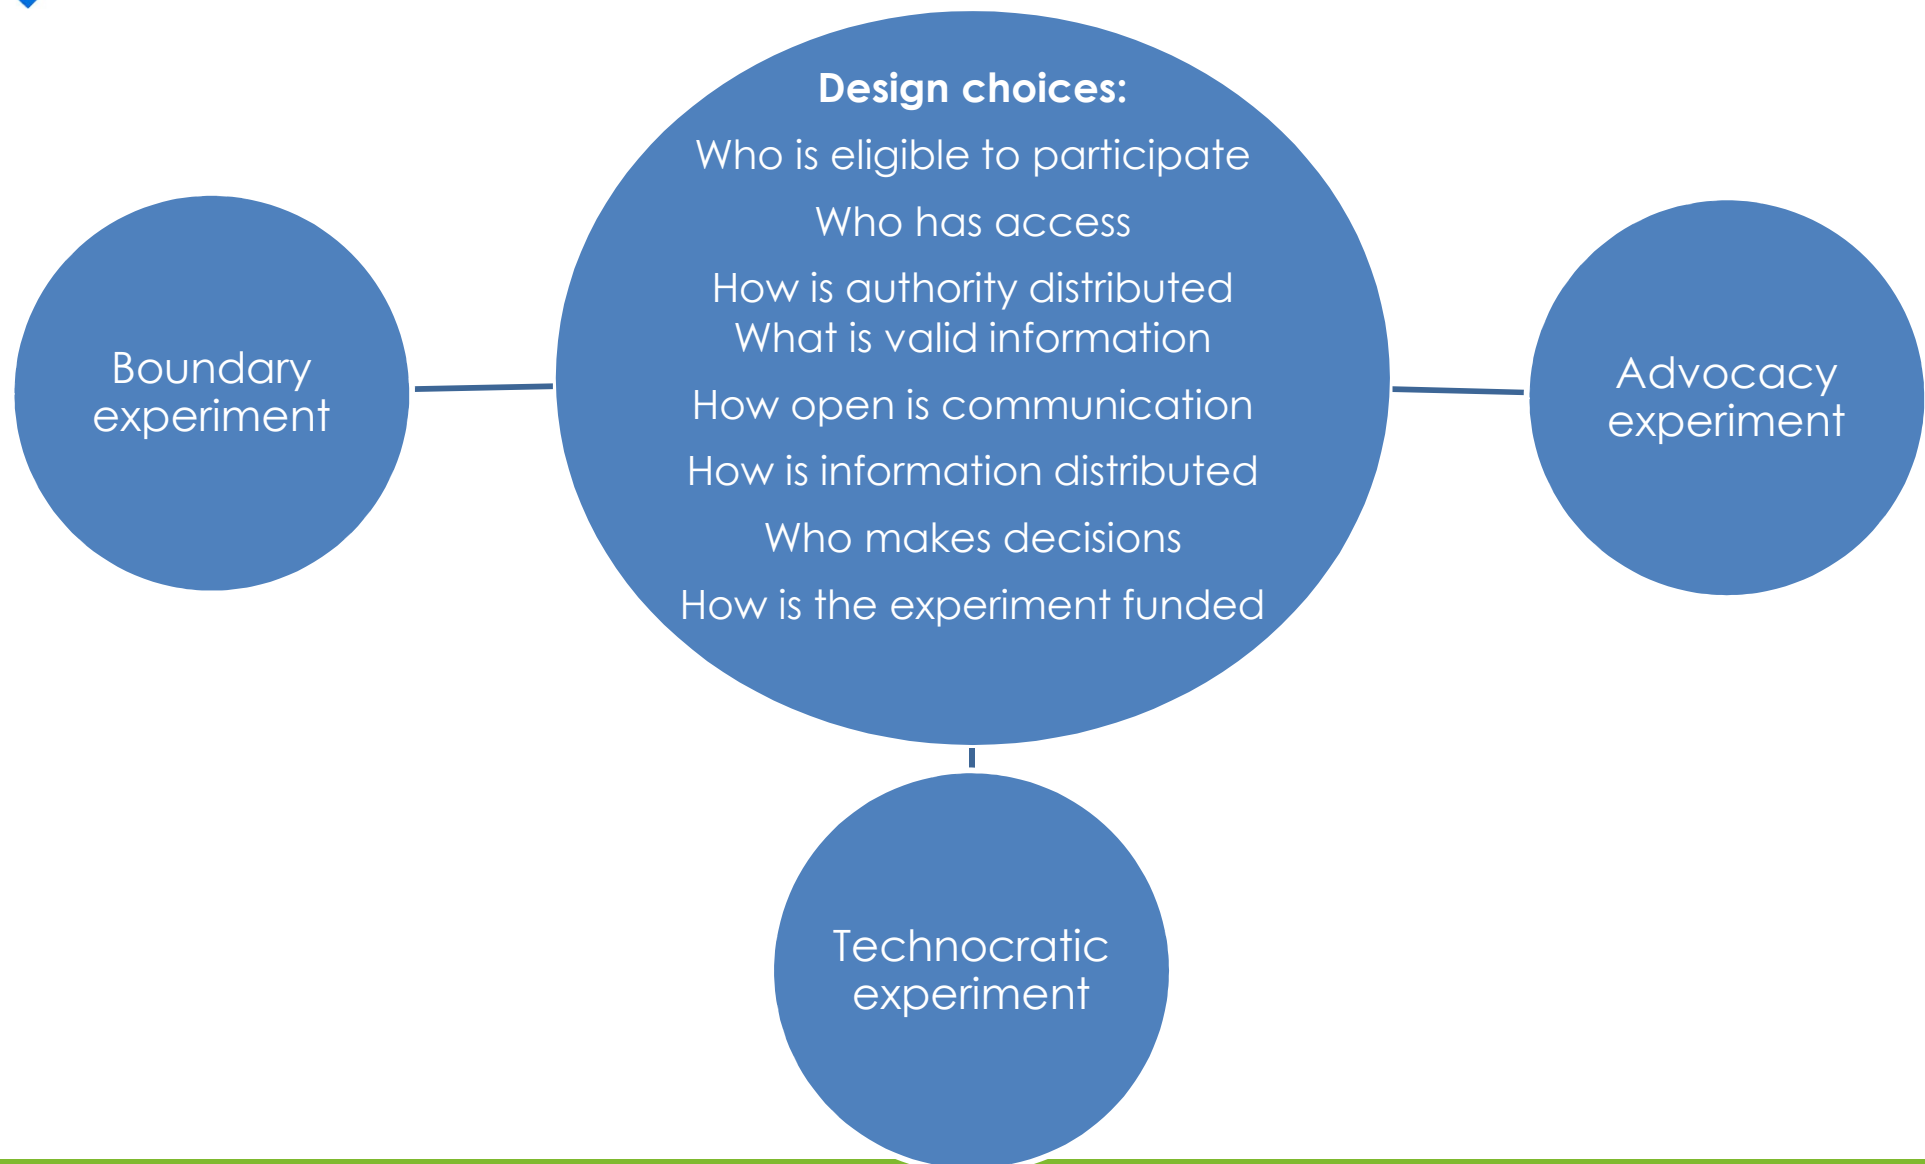 Design choices:
Who is eligible to participate
Who has access
How is authority distributed
What is valid information
How open is communication
How is information distributed
Who makes decisions
How is the experiment funded
Boundary
experiment
Advocacy
experiment
Technocratic
experiment